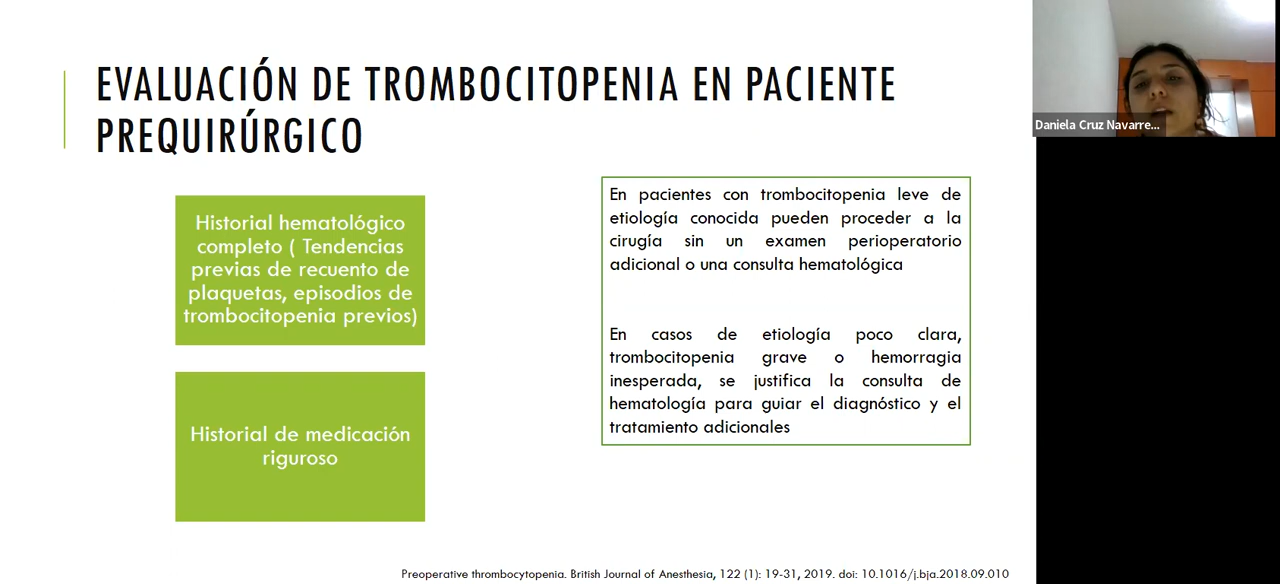 EVALUACIÓN DE TROMBOCITOPENIA EN PACIENTE
PREQUIRÚRGICO
Historial hematológico
completo ( Tendencias
previas de recuento de
plaquetas, episodios de
trombocitopenia previos)
Historial de medicación
riguroso
En pacientes con trombocitopenia leve de
etiología conocida pueden proceder a la
cirugía sin un examen perioperatorio
adicional o una consulta hematológica
En casos de etiología poco clara,
trombocitopenia grave o hemorragia
inesperada, se justifica la consulta de
hematología para guiar el diagnóstico y el
tratamiento adicionales
Preoperative thrombocytopenia. British Journal of Anesthesia, 122 (1): 19-31, 2019. doi: 10.1016/j.bja.2018.09.010
Daniela Cruz Navarre...